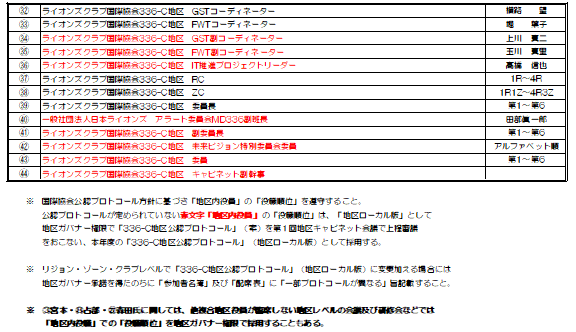 ㉜ ライオンズクラブ国際協会336-C地区 GSTコーディネーター 横路 望
㉝ ライオンズクラブ国際協会336-C地区 FWTコーディネーター 堀 葉子
㉞ ライオンズクラブ国際協会336-C地区 GST副コーディネーター 上川 寛二
㉟ ライオンズクラブ国際協会336-C地区 FWT副コーディネーター 玉川 寛里
㊱ ライオンズクラブ国際協会336-C地区 IT推進プロジェクトリーダー 高橋 信也
㊲ ライオンズクラブ国際協会336-C地区 RC 1R～4R
㊳ ライオンズクラブ国際協会336-C地区 ZC 1R1Z～4R3Z
㊴ ライオンズクラブ国際協会336-C地区 委員長 第1～第6
㊵ 一般社団法人日本ライオンズ アラート委員会MD336副班長 田部眞一郎
㊶ ライオンズクラブ国際協会336-C地区 副委員長 第1～第6
㊷ ライオンズクラブ国際協会336-C地区 未来ビジョン特別委員会委員 アルファベット順
㊸ ライオンズクラブ国際協会336-C地区 委員 第1～第6
㊹ ライオンズクラブ国際協会336-C地区 キャビネット副幹事
※ 国際協会公認プロトコール方針に基づき「地区内役員」の「役職順位」を遵守すること。
公認プロトコールが定められていない赤文字「地区内役員」の「役職順位」は、「地区ローカル版」として
地区ガバナー権限で「336-C地区公認プロトコール」（案）を第１回地区キャビネット会議で上程審議
をおこない、本年度の「336-C地区公認プロトコール」（地区ローカル版）として採用する。
※ リジョン・ゾーン・クラブレベルで「336-C地区公認プロトコール」（地区ローカル版）に変更加える場合には
地区ガバナー承諾を得たのちに「参加者名簿」及び「配席表」に「一部プロトコールが異なる」旨記載すること。
※ 宮本・占部・森田氏に関しては、他複合地区役員が臨席しない地区レベルの会議及び研修会などでは
「地区内役職」での「役職順位」を地区ガバナー権限で採用することもある。